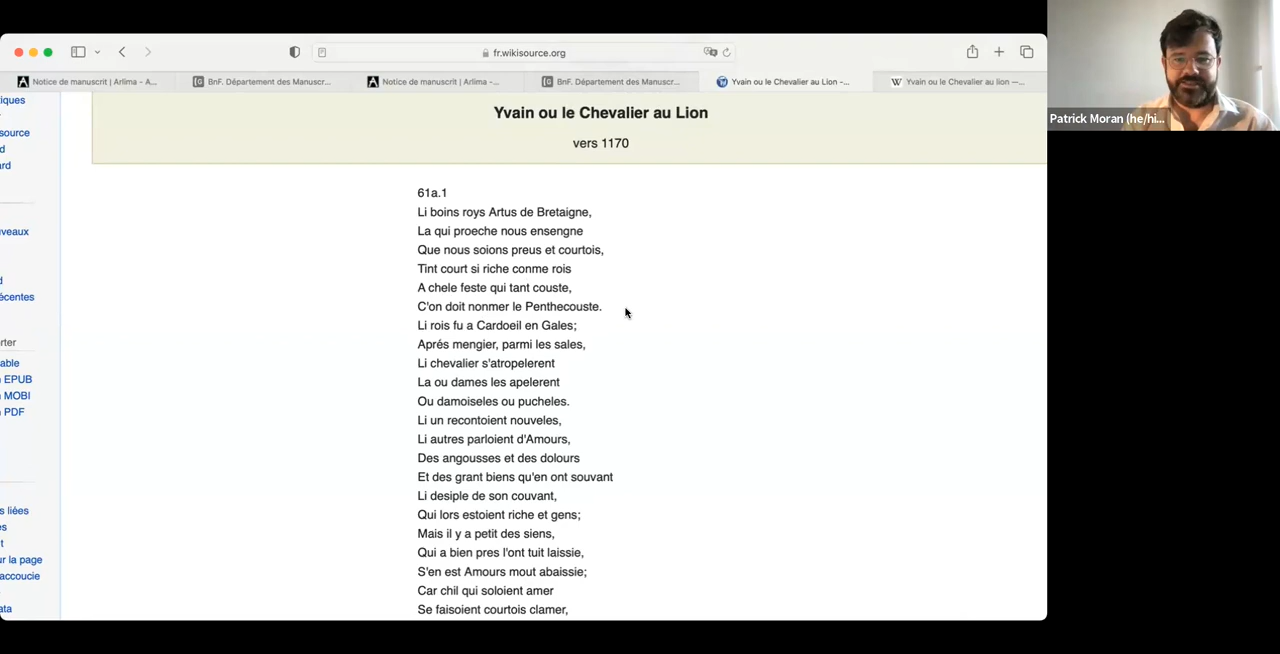 fr.wikisource.org
Notice de manuscrit | Arlima - A...
BnF. Département des Manuscr...
Notice de manuscrit | Arlima -...
BnF. Département des Manuscr...
Yvain ou le Chevalier au Lion -...
Yvain ou le Chevalier au lion —...
Patrick Moran (he/hi...
Yvain ou le Chevalier au Lion
vers 1170
iques
source
d
ard
uveaux
d
écentes
rter
able
EPUB
MOBI
PDF
s liées
es
t
ur la page
accoucie
ata
61a.1
Li boins roys Artus de Bretaigne,
La qui proeche nous ensengne
Que nous soions preus et courtois,
Tint court si riche conme rois
A chele feste qui tant couste,
C'on doit nonmer le Penthecouste.
Li rois fu a Cardoeil en Gales;
Aprés mengier, parmi les sales,
Li chevalier s'atropelerent
La ou dames les apelerent
Ou damoiseles ou pucheles.
Li un recontoient nouveles,
Li autres parloient d'Amours,
Des angousses et des dolours
Et des grant biens qu'en ont souvant
Li desiple de son couvant,
Qui lors estoient riche et gens;
Mais il y a petit des siens,
Qui a bien pres l'ont tuit laissie,
S'en est Amours mout abaissie;
Car chil qui soloient amer
Se faisoient courtois clamer,